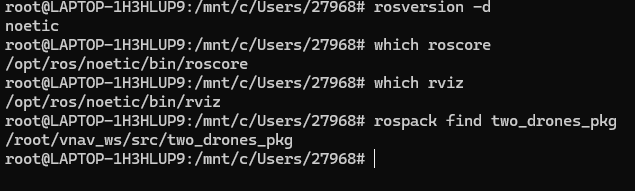 root@LAPTOP-1H3HLUP9:/mnt/c/Users/27968# rosversion -d
noetic
root@LAPTOP-1H3HLUP9:/mnt/c/Users/27968# which roscore
/opt/ros/noetic/bin/roscore
root@LAPTOP-1H3HLUP9:/mnt/c/Users/27968# which rviz
/opt/ros/noetic/bin/rviz
root@LAPTOP-1H3HLUP9:/mnt/c/Users/27968# rospack find two_drones_pkg
/root/vnav_ws/src/two_drones_pkg
root@LAPTOP-1H3HLUP9:/mnt/c/Users/27968#